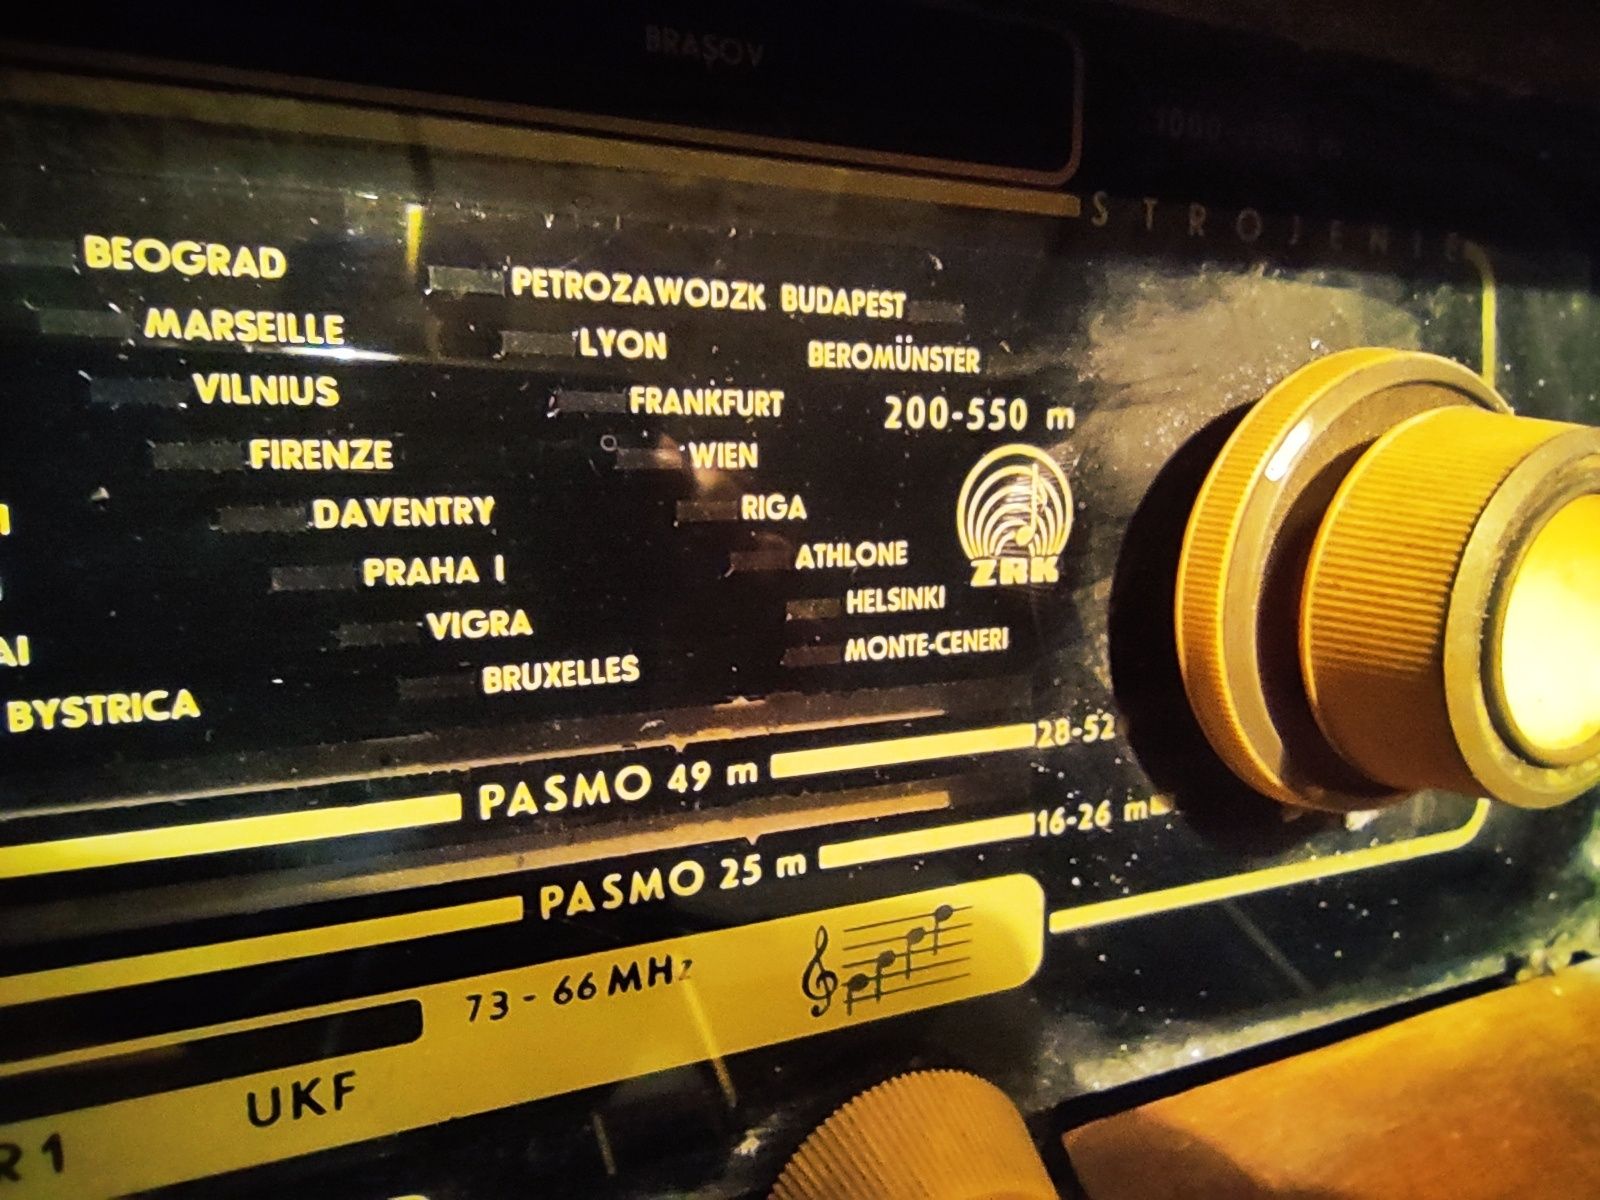 BRAŞOV
STROJENIE
BEOGRAD
PETROZAWODZK BUDAPEST
MARSEILLE LYON BEROMÜNSTER
VILNIUS FRANKFURT 200-550 m
FIRENZE WIEN
DAVENTRY RIGA
PRAHA I ATHLONE
ZRK
VIGRA HELSINKI
BRUXELLES MONTE-CENERI
BYSTRICA
PASMO 49 m 28-52
PASMO 25 m 16-26 m
73-66 MHz
UKF
R 1